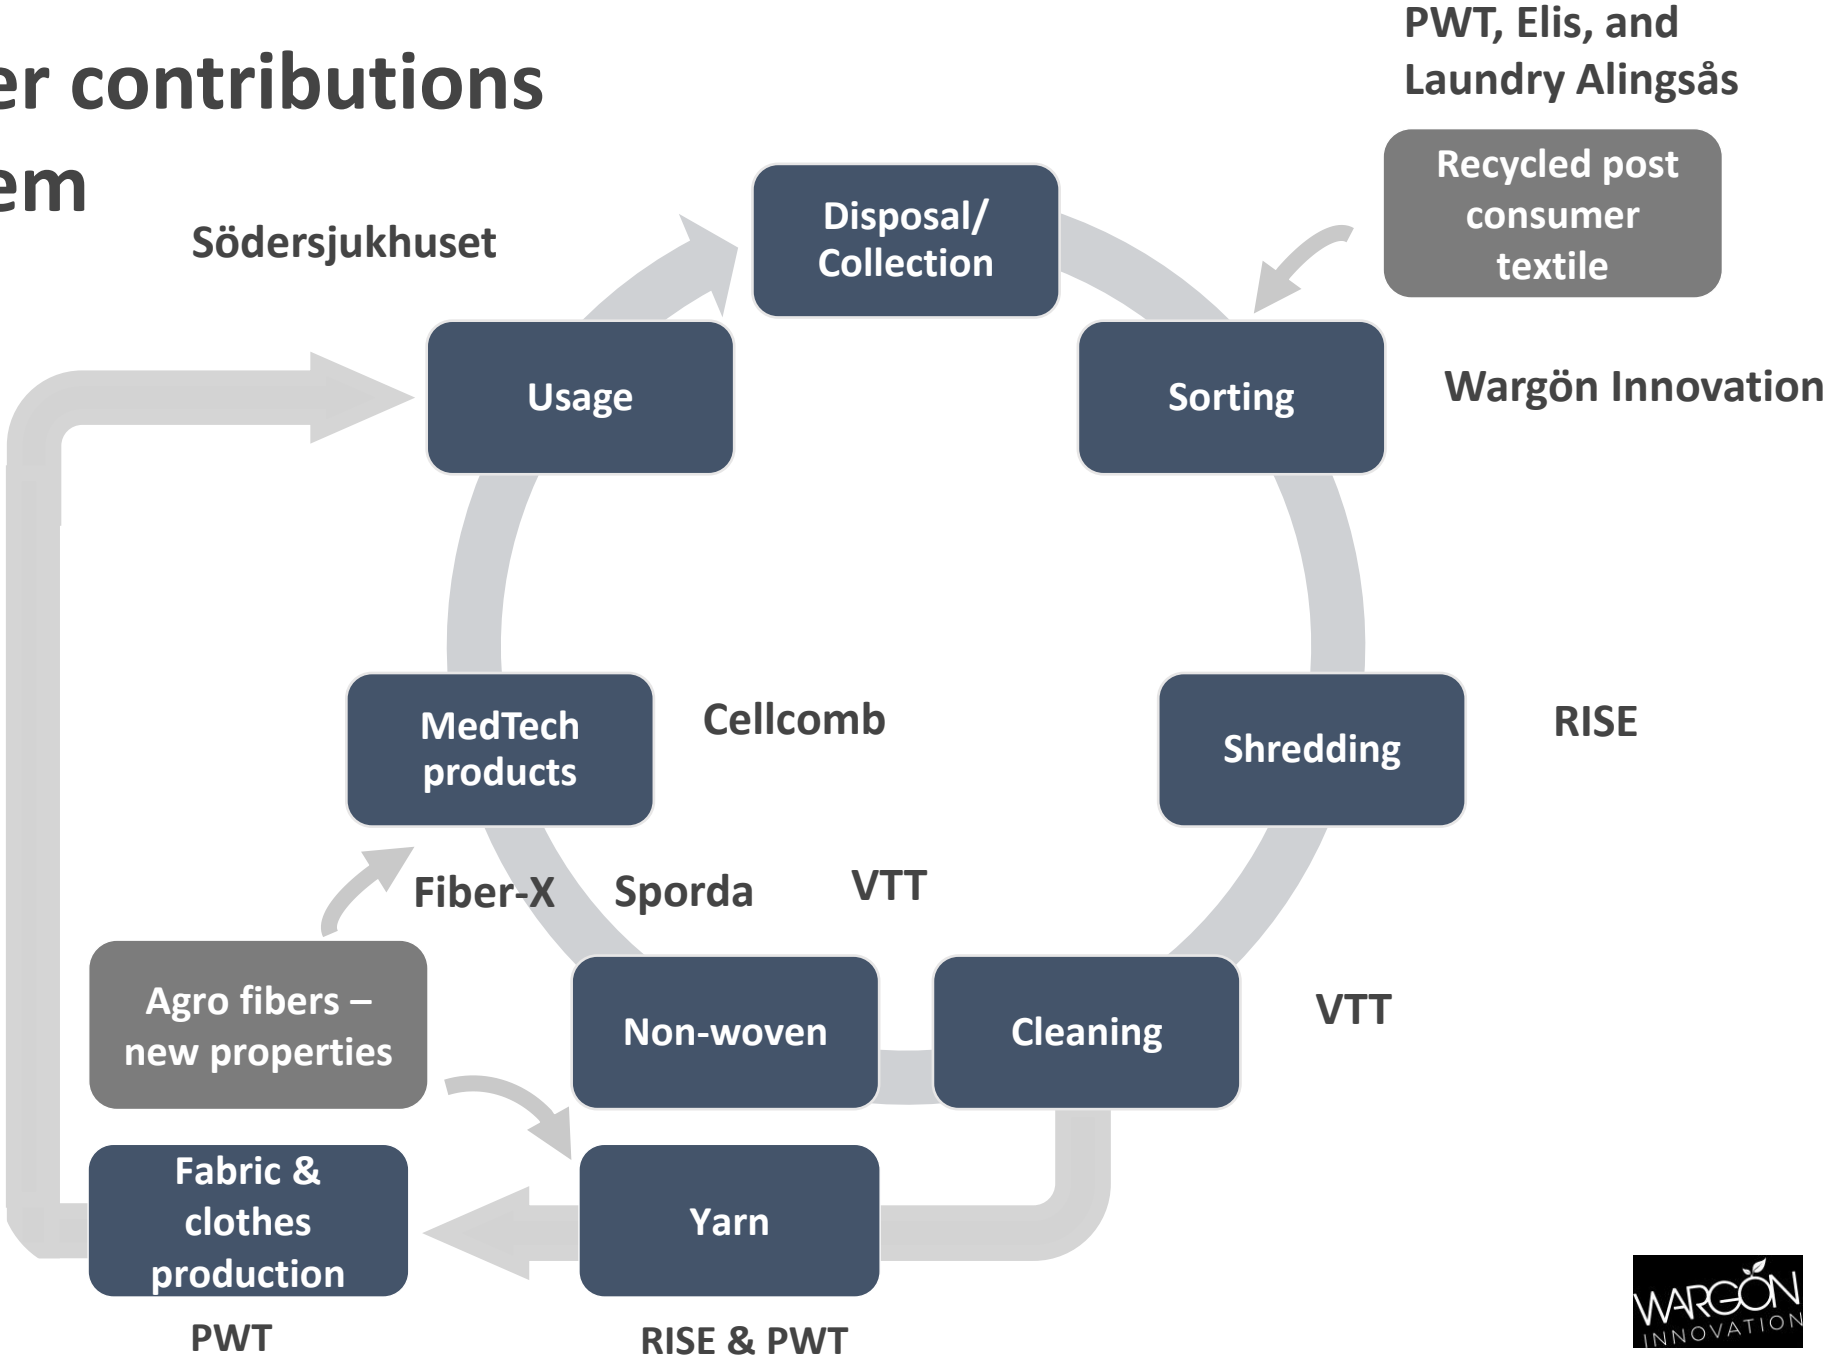 er contributions
em
PWT, Elis, and
Laundry Alingsås
Recycled post
consumer
textile
Södersjukhuset
Disposal/
Collection
Usage
Sorting
Wargön Innovation
MedTech
products
Cellcomb
Shredding
RISE
Fiber-X
Sporda
VTT
Agro fibers –
new properties
Non-woven
Cleaning
VTT
Fabric &
clothes
production
Yarn
PWT
RISE & PWT
WARGÖN
INNOVATION